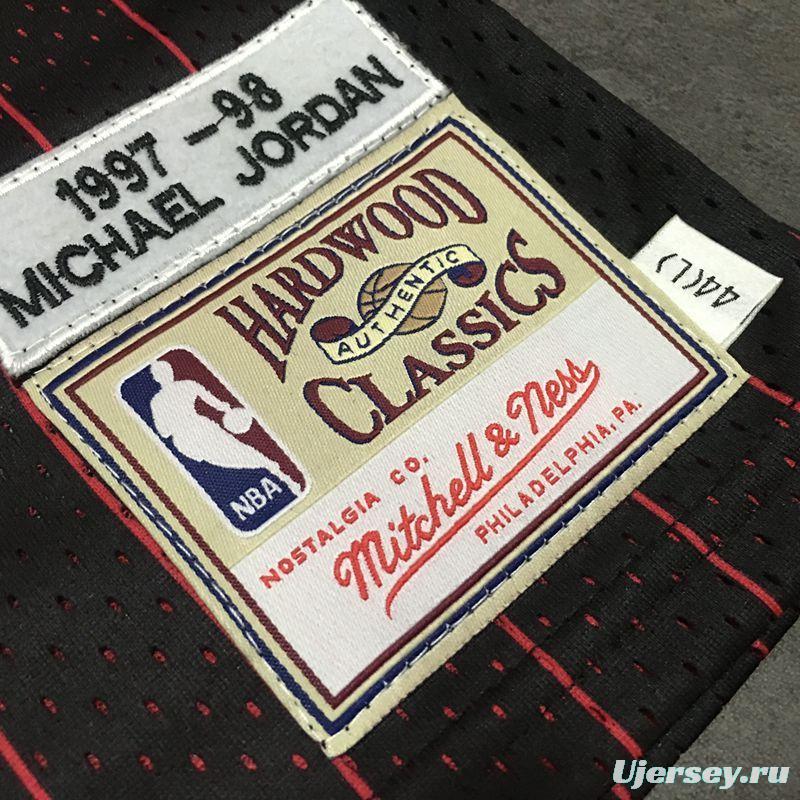 1997-98
MICHAEL JORDAN
HARDWOOD
AUTHENTIC
CLASSICS
NBA
NOSTALGIA CO.
Mitchell & Ness
PHILADELPHIA, PA.
44(L)
Ujersey.ru